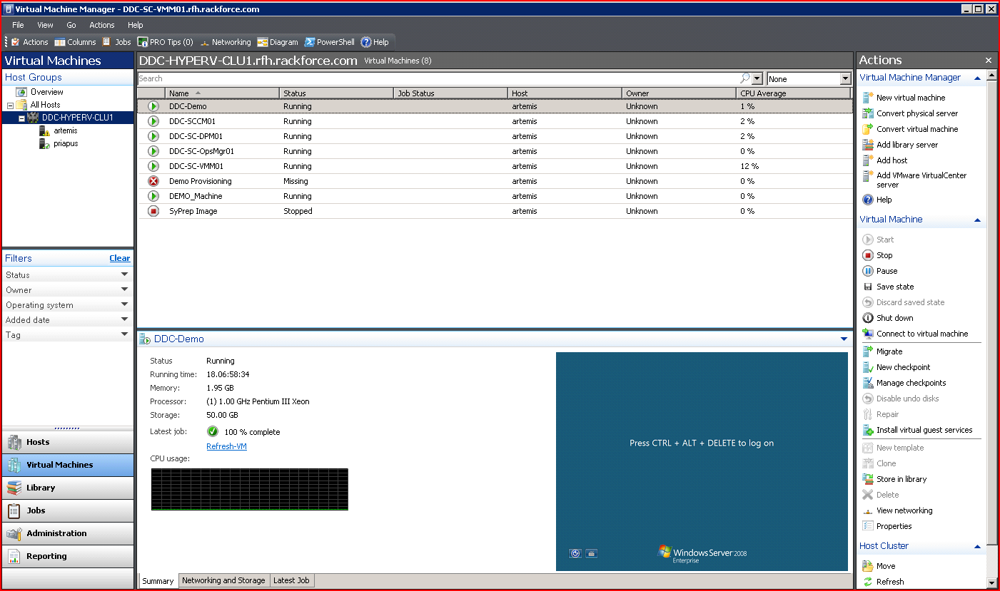 Virtual Machine Manager - DDC-SC-VMM01.rfh.rackforce.com
File View Go Actions Help
Actions Columns Jobs PRO Tips (0) Networking Diagram PowerShell Help
Virtual Machines
Host Groups
Overview
All Hosts
DDC-HYPERV-CLU1
artemis
priapus
Filters Clear
Status
Owner
Operating system
Added date
Tag
Hosts
Virtual Machines
Library
Jobs
Administration
Reporting
DDC-HYPERV-CLU1.rfh.rackforce.com Virtual Machines (8)
Search None
Name Status Job Status Host Owner CPU Average
DDC-Demo Running artemis Unknown 1 %
DDC-SCCM01 Running artemis Unknown 2 %
DDC-SC-DPM01 Running artemis Unknown 2 %
DDC-SC-OpsMgr01 Running artemis Unknown 0 %
DDC-SC-VMM01 Running artemis Unknown 12 %
Demo Provisioning Missing artemis Unknown 0 %
DEMO_Machine Running artemis Unknown 0 %
SyPrep Image Stopped artemis Unknown 0 %
DDC-Demo
Status Running
Running time: 18.06:58:34
Memory: 1.95 GB
Processor: (1) 1.00 GHz Pentium III Xeon
Storage: 50.00 GB
Latest job: 100 % complete
Refresh-VM
CPU usage:
Press CTRL + ALT + DELETE to log on
Windows Server 2008
Enterprise
Summary Networking and Storage Latest Job
Actions
Virtual Machine Manager
New virtual machine
Convert physical server
Convert virtual machine
Add library server
Add host
Add VMware VirtualCenter
server
Help
Virtual Machine
Start
Stop
Pause
Save state
Discard saved state
Shut down
Connect to virtual machine
Migrate
New checkpoint
Manage checkpoints
Disable undo disks
Repair
Install virtual guest services
New template
Clone
Store in library
Delete
View networking
Properties
Host Cluster
Move
Refresh